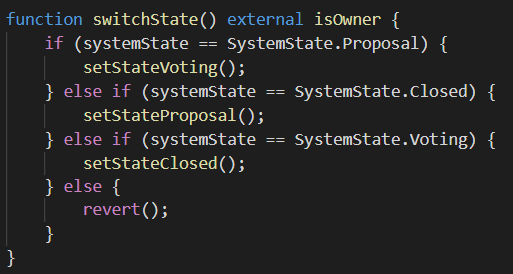 function switchState() external isOwner {
    if (systemState == SystemState.Proposal) {
        setStateVoting();
    } else if (systemState == SystemState.Closed) {
        setStateProposal();
    } else if (systemState == SystemState.Voting) {
        setStateClosed();
    } else {
        revert();
    }
}